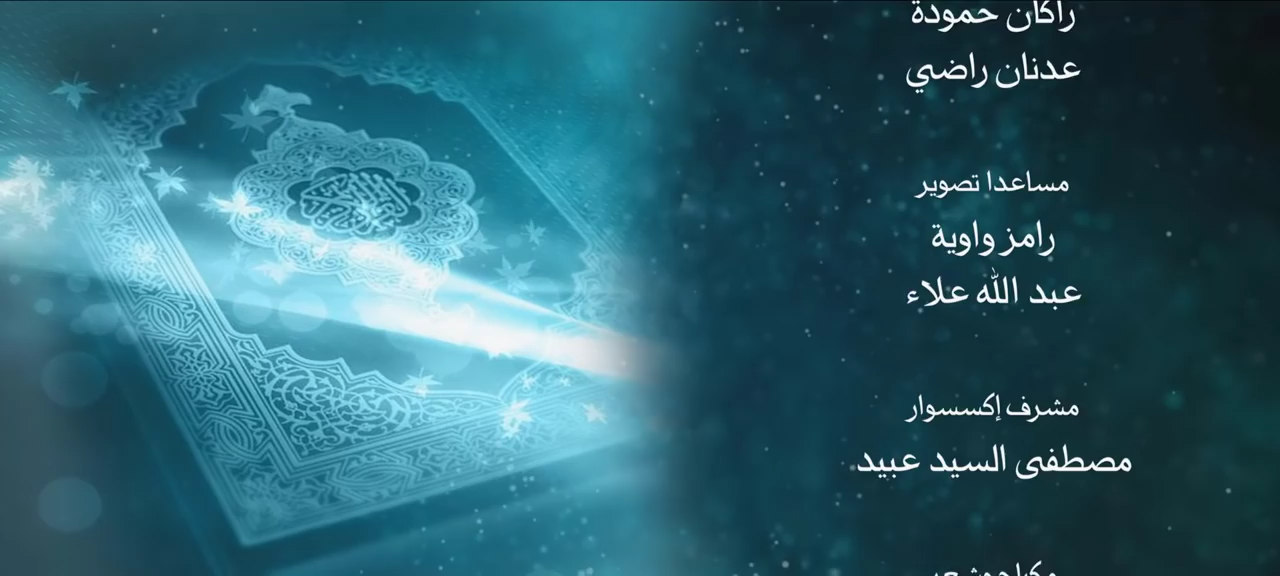 راكان حمودة
عدنان راضي
مساعدا تصوير
رامز واوية
عبد الله علاء
مشرف إكسسوار
مصطفى السيد عبيد